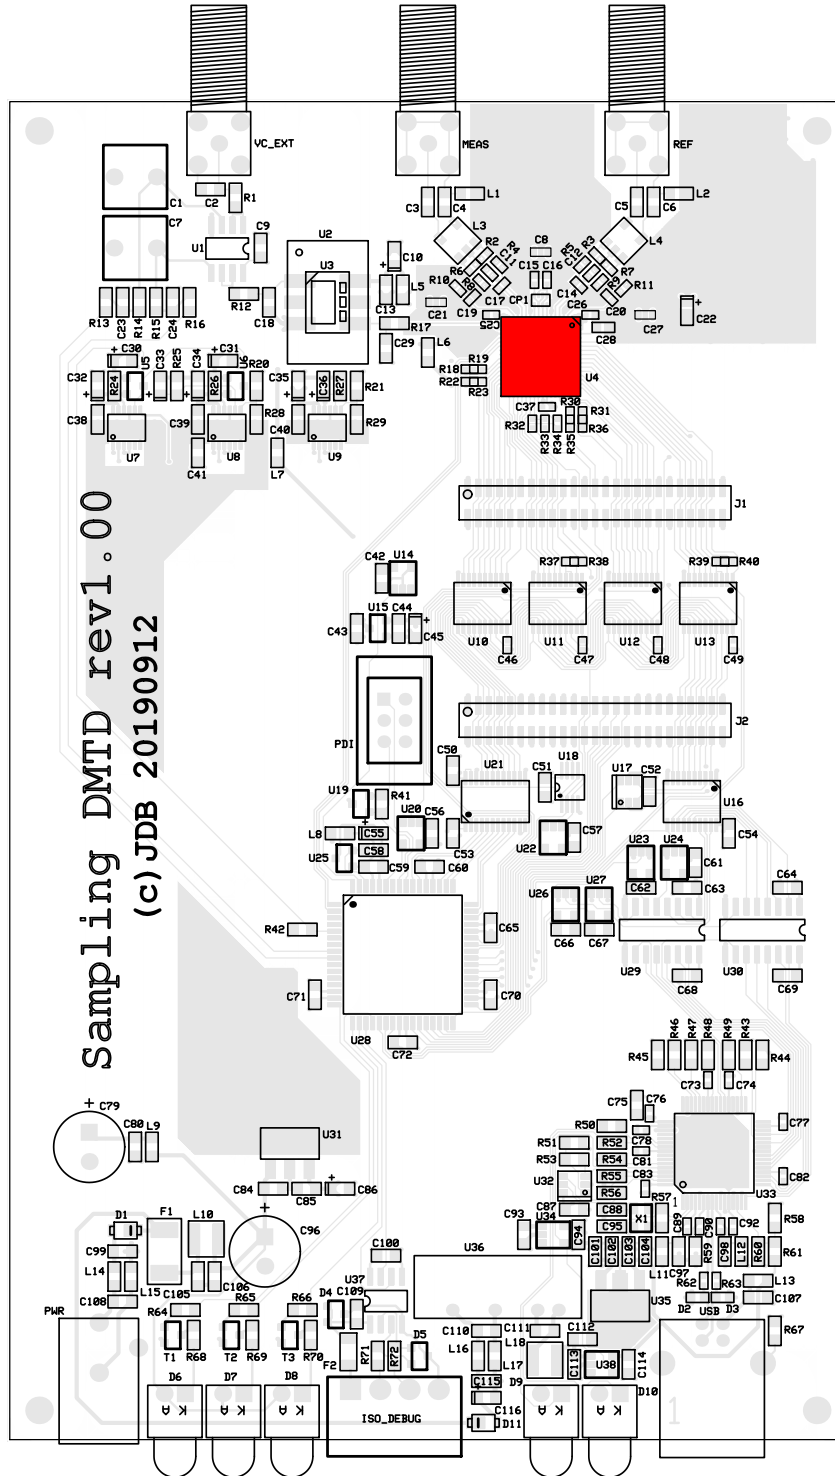 VC_EXT
MEAS
REF
C1
C2
R1
C3
C4
L1
C5
C6
L2
C7
U1
C9
U2
U3
C10
L3
R2
R4
C11
C8
R5
C12
R3
L4
R6
R8
R10
C15
C16
R7
R9
R11
C13
L5
C19
C17
CP1
C14
C20
R13
C23
R14
R15
C24
R16
R12
C18
R17
C21
C25
C26
C28
C27
C22
C29
L6
C30
U5
C33
R25
C34
C31
U6
R20
C32
R24
R26
C35
C36
R27
R21
R18
R19
R22
R23
U4
C38
U7
C39
U8
R28
C40
U9
R29
C41
L7
C37
R30
R31
R32
R33
R34
R35
R36
J1
C42
U14
R37
R38
R39
R40
C43
U15
C44
C45
U10
U11
U12
U13
C46
C47
C48
C49
Sampling DMTD rev1.00
(c)JDB 20190912
PDI
J2
C50
U21
C51
U18
U17
C52
U16
U19
R41
U20
C56
C53
L8
C55
C58
U25
C59
C60
U22
C57
U23
U24
C54
C61
C62
C63
C64
R42
C65
U26
U27
C66
C67
U29
U30
C68
C69
C71
C70
U28
C72
R45
R46
R47
R48
R49
R43
R44
C73
C74
C79
C80
L9
U31
C75
C76
R50
C77
R51
R52
C78
R53
R54
C81
U32
R55
R56
C83
U33
C82
C84
C85
C86
C87
C88
R57
1
D1
F1
L10
C96
C93
U34
C94
C95
X1
C89
C90
C92
R58
C99
L14
C100
U36
C101
C102
C103
C104
L11
C97
R59
C98
L12
R60
R61
C108
L15
C105
C106
U37
C109
D4
R62
R63
L13
U35
D2
USB
D3
C107
PWR
R64
R65
R66
C110
C111
C112
R67
T1
R68
T2
R69
T3
R70
F2
R71
R72
D5
L16
L17
L18
C113
U38
C114
C115
D6
D7
D8
D9
D10
K A
K A
K A
ISO_DEBUG
C116
D11
K A
K A
1